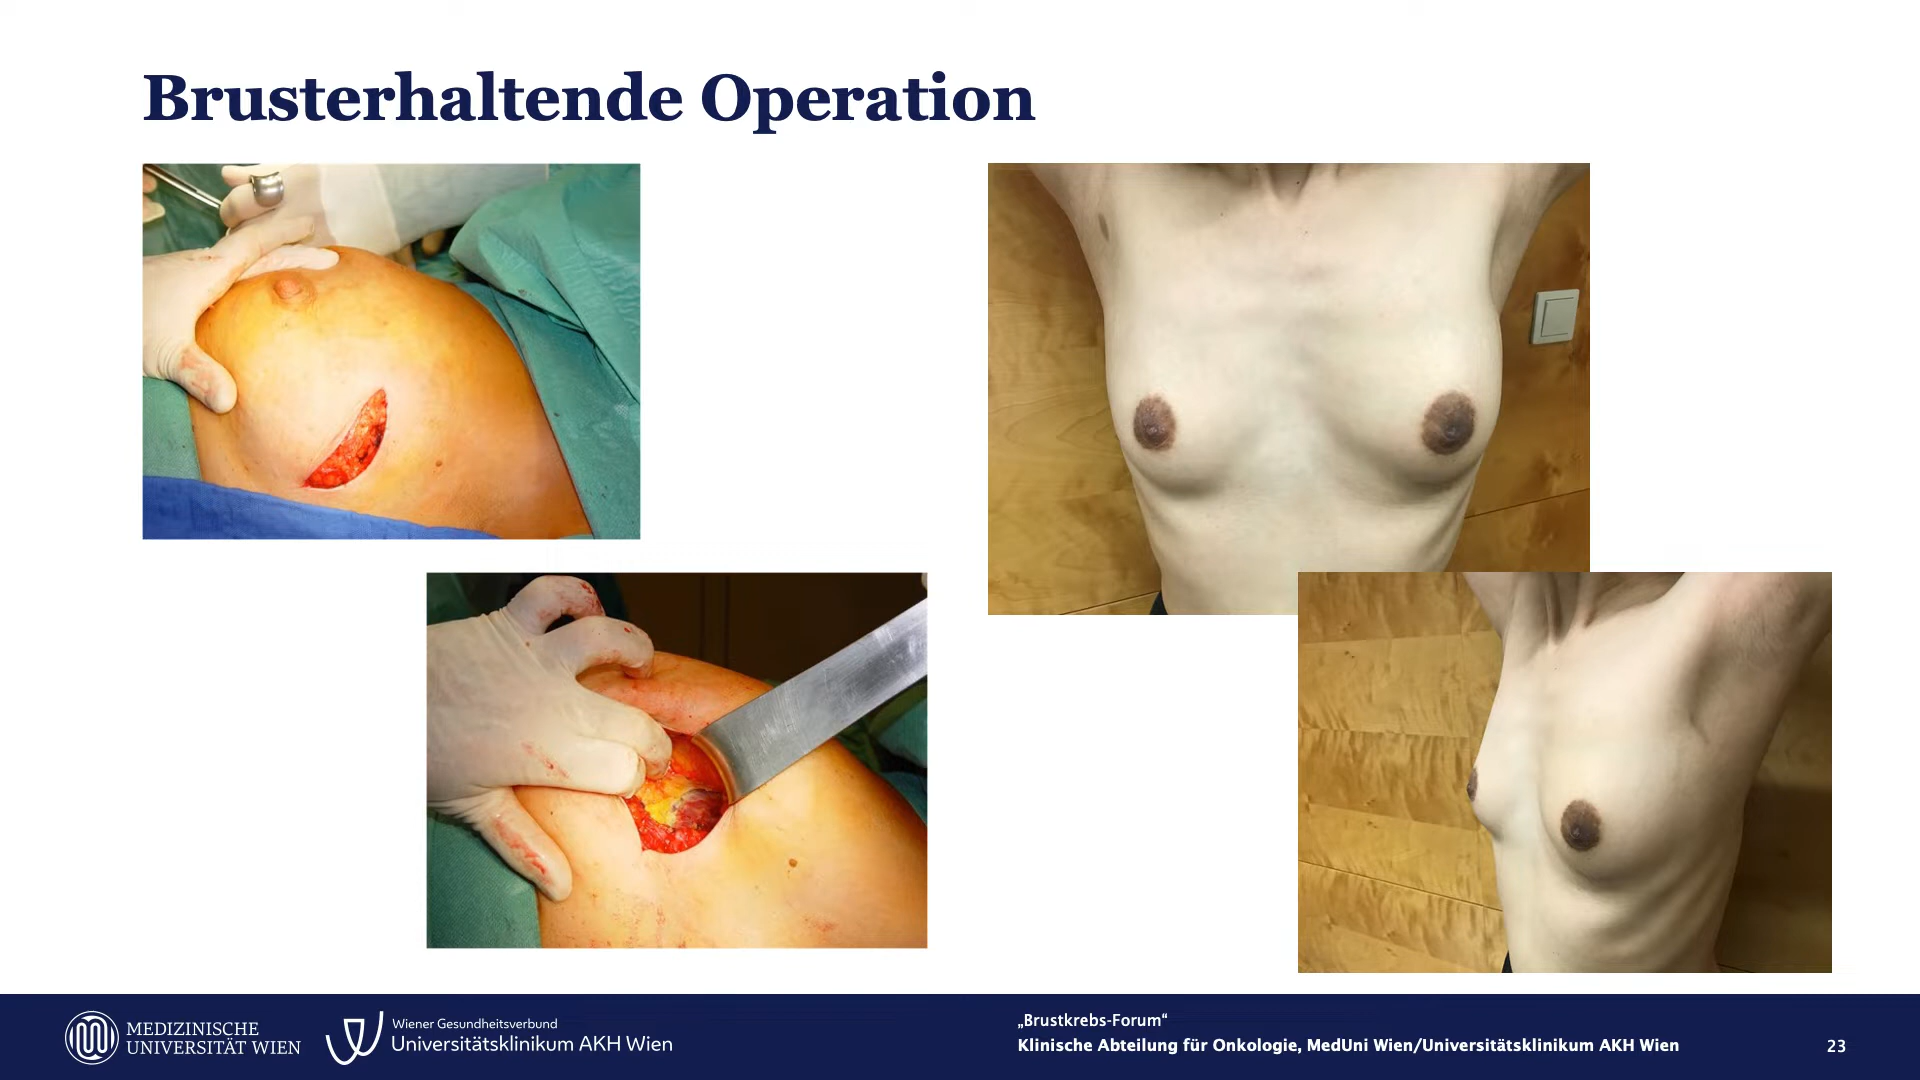 Brusterhaltende Operation
MEDIZINISCHE
UNIVERSITÄT WIEN
Wiener Gesundheitsverbund
Universitätsklinikum AKH Wien
„Brustkrebs-Forum“
Klinische Abteilung für Onkologie, MedUni Wien/Universitätsklinikum AKH Wien
23